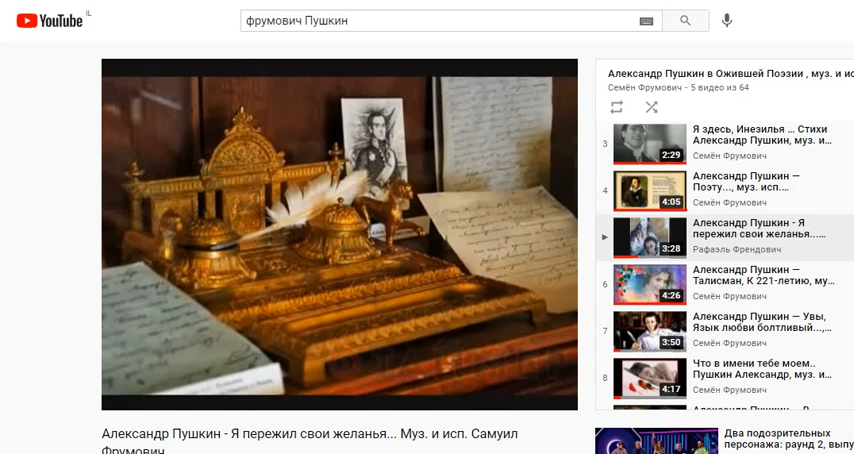 YouTube IL
фрумович Пушкин
Александр Пушкин в Ожившей Поэзии , муз. и ис
Семён Фрумович - 5 видео из 64
3
2:29
Я здесь, Инезилья ... Стихи
Александр Пушкин, муз. и...
Семён Фрумович
4
4:05
Александр Пушкин —
Поэту..., муз. исп....
Семён Фрумович
3:28
Александр Пушкин - Я
пережил свои желанья......
Рафаэль Френдович
6
4:26
Александр Пушкин —
Талисман, К 221-летию, му...
Семён Фрумович
7
3:50
Александр Пушкин — Увы,
Язык любви болтливый...,...
Семён Фрумович
8
4:17
Что в имени тебе моем..
Пушкин Александр, муз. и...
Семён Фрумович
Александр Пушкин - Я пережил свои желанья... Муз. и исп. Самуил
Фрумович
Два подозрительных
персонажа: раунд 2, выпу